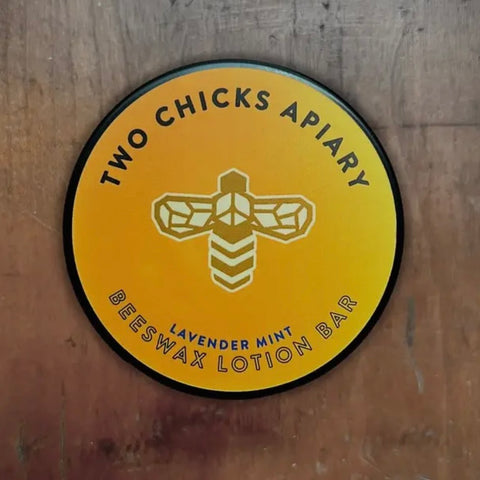 TWO CHICKS APIARY
LAVENDER MINT
BEESWAX LOTION BAR